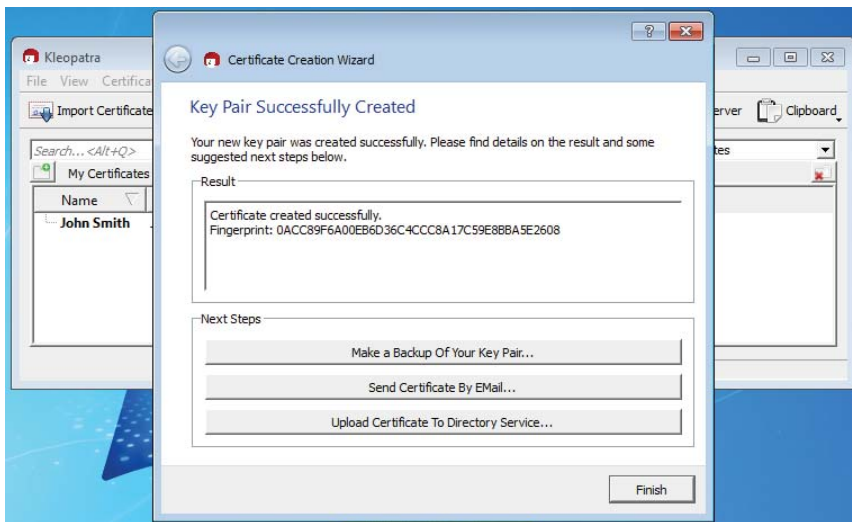 Kleopatra
File View Certifica
Import Certificate
Search...<Alt+Q>
My Certificates
Name
John Smith
?
Certificate Creation Wizard
Key Pair Successfully Created
Your new key pair was created successfully. Please find details on the result and some
suggested next steps below.
Result
Certificate created successfully.
Fingerprint: 0ACC89F6A00EB6D36C4CCC8A17C59E8BBA5E2608
Next Steps
Make a Backup Of Your Key Pair...
Send Certificate By EMail...
Upload Certificate To Directory Service...
Finish
erver Clipboard
tes